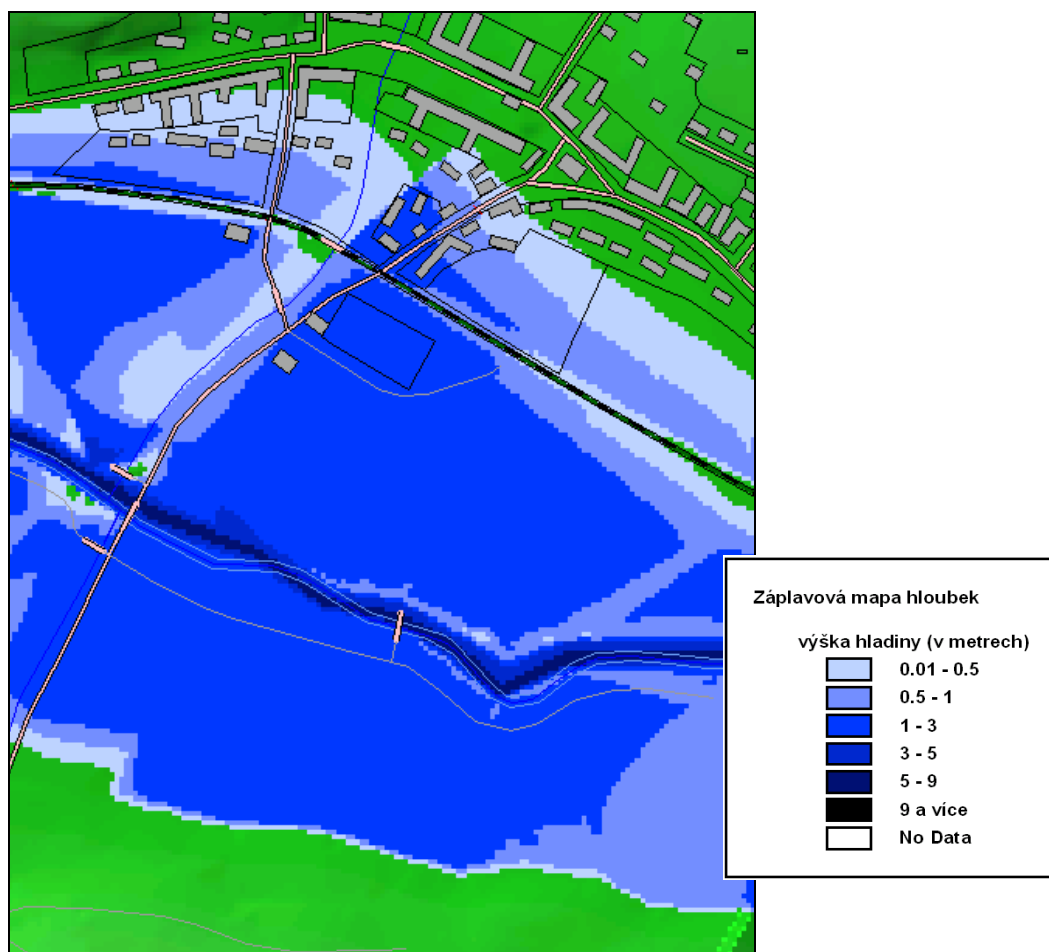 Záplavová mapa hloubek
výška hladiny (v metrech)
0.01 - 0.5
0.5 - 1
1 - 3
3 - 5
5 - 9
9 a více
No Data